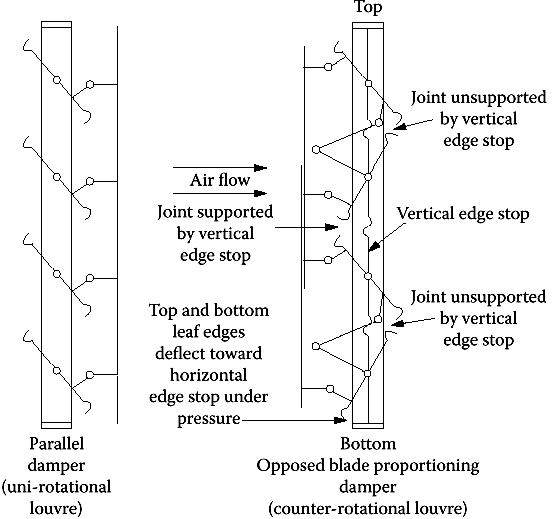 Top
Joint unsupported
by vertical
edge stop
Air flow
Joint supported
by vertical
edge stop
Vertical edge stop
Top and bottom
leaf edges
deflect toward
horizontal
edge stop under
pressure
Joint unsupported
by vertical
edge stop
Parallel
damper
(uni-rotational
louvre)
Bottom
Opposed blade proportioning
damper
(counter-rotational louvre)